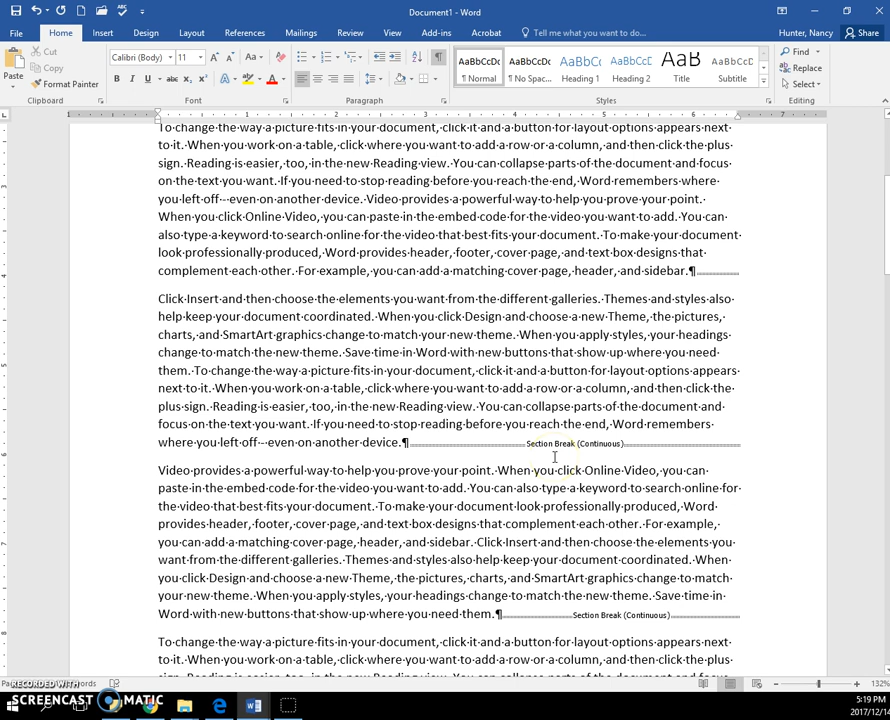 Document1 - Word
Hunter, Nancy
Share
File Home Insert Design Layout References Mailings Review View Add-ins Acrobat Tell me what you want to do...
Cut
Copy
Format Painter
Paste
Clipboard
Calibri (Body) 11
Font
Paragraph
AaBbCcDc AaBbCcDc AaBbCc AaBbCcD AaB AaBbCcD
¶ Normal ¶ No Spac... Heading 1 Heading 2 Title Subtitle
Styles
Find
Replace
Select
Editing
To·change·the·way·a·picture·fits·in·your·document,·click·it·and·a·button·for·layout·options·appears·next·
to·it.·When·you·work·on·a·table,·click·where·you·want·to·add·a·row·or·a·column,·and·then·click·the·plus·
sign.·Reading·is·easier,·too,·in·the·new·Reading·view.·You·can·collapse·parts·of·the·document·and·focus·
on·the·text·you·want.·If·you·need·to·stop·reading·before·you·reach·the·end,·Word·remembers·where·
you·left·off·-·even·on·another·device.·Video·provides·a·powerful·way·to·help·you·prove·your·point.·
When·you·click·Online·Video,·you·can·paste·in·the·embed·code·for·the·video·you·want·to·add.·You·can·
also·type·a·keyword·to·search·online·for·the·video·that·best·fits·your·document.·To·make·your·document·
look·professionally·produced,·Word·provides·header,·footer,·cover·page,·and·text·box·designs·that·
complement·each·other.·For·example,·you·can·add·a·matching·cover·page,·header,·and·sidebar.¶
Click·Insert·and·then·choose·the·elements·you·want·from·the·different·galleries.·Themes·and·styles·also·
help·keep·your·document·coordinated.·When·you·click·Design·and·choose·a·new·Theme,·the·pictures,·
charts,·and·SmartArt·graphics·change·to·match·your·new·theme.·When·you·apply·styles,·your·headings·
change·to·match·the·new·theme.·Save·time·in·Word·with·new·buttons·that·show·up·where·you·need·
them.·To·change·the·way·a·picture·fits·in·your·document,·click·it·and·a·button·for·layout·options·appears·
next·to·it.·When·you·work·on·a·table,·click·where·you·want·to·add·a·row·or·a·column,·and·then·click·the·
plus·sign.·Reading·is·easier,·too,·in·the·new·Reading·view.·You·can·collapse·parts·of·the·document·and·
focus·on·the·text·you·want.·If·you·need·to·stop·reading·before·you·reach·the·end,·Word·remembers·
where·you·left·off·-·even·on·another·device.¶ Section Break (Continuous)
Video·provides·a·powerful·way·to·help·you·prove·your·point.·When·you·click·Online·Video,·you·can·
paste·in·the·embed·code·for·the·video·you·want·to·add.·You·can·also·type·a·keyword·to·search·online·for·
the·video·that·best·fits·your·document.·To·make·your·document·look·professionally·produced,·Word·
provides·header,·footer,·cover·page,·and·text·box·designs·that·complement·each·other.·For·example,·
you·can·add·a·matching·cover·page,·header,·and·sidebar.·Click·Insert·and·then·choose·the·elements·you·
want·from·the·different·galleries.·Themes·and·styles·also·help·keep·your·document·coordinated.·When·
you·click·Design·and·choose·a·new·Theme,·the·pictures,·charts,·and·SmartArt·graphics·change·to·match·
your·new·theme.·When·you·apply·styles,·your·headings·change·to·match·the·new·theme.·Save·time·in·
Word·with·new·buttons·that·show·up·where·you·need·them.¶ Section Break (Continuous)
To·change·the·way·a·picture·fits·in·your·document,·click·it·and·a·button·for·layout·options·appears·next·
to·it.·When·you·work·on·a·table,·click·where·you·want·to·add·a·row·or·a·column,·and·then·click·the·plus·
132%
RECORDED WITH
SCREENCAST MATIC
5:19 PM
2017/12/14